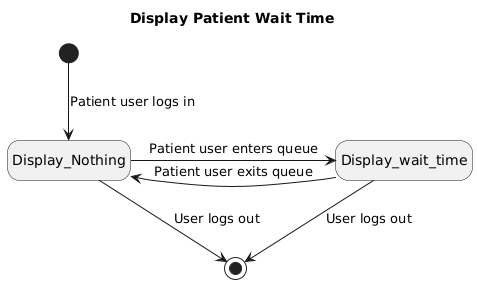 Display Patient Wait Time
Patient user logs in
Display_Nothing
Patient user enters queue
Display_wait_time
Patient user exits queue
User logs out
User logs out